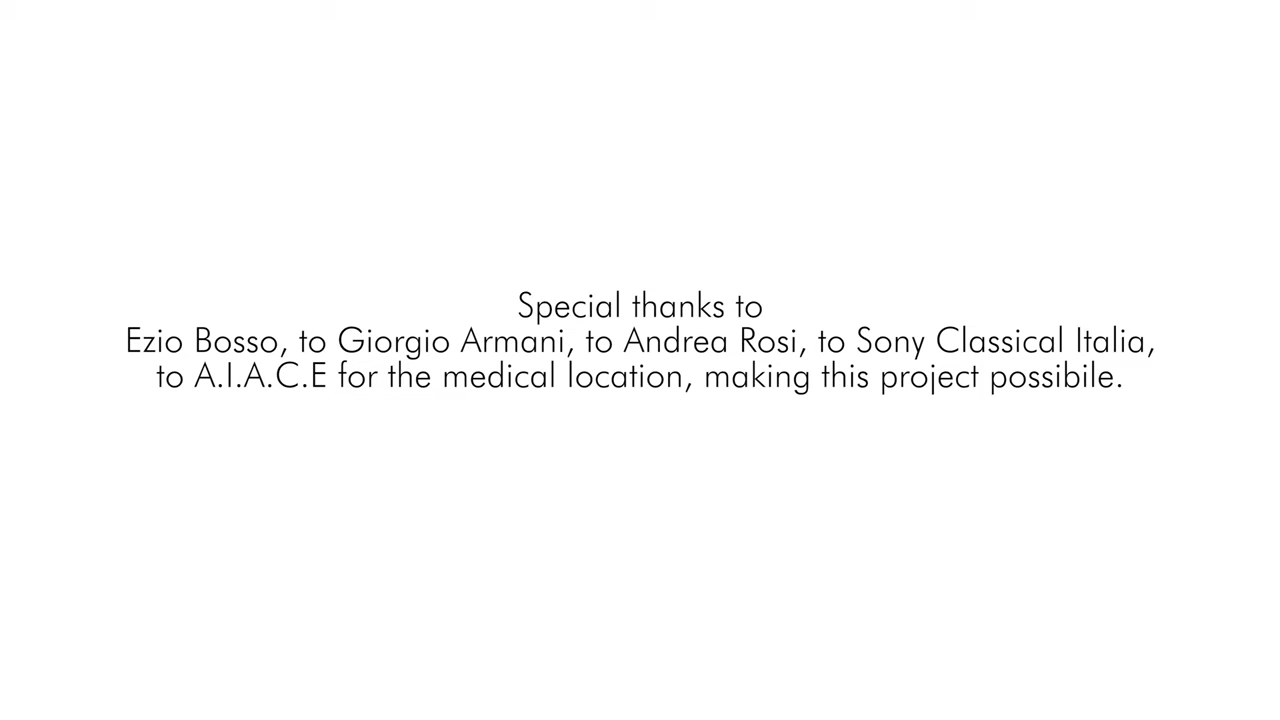 Special thanks to
Ezio Bosso, to Giorgio Armani, to Andrea Rosi, to Sony Classical Italia,
to A.I.A.C.E for the medical location, making this project possibile.